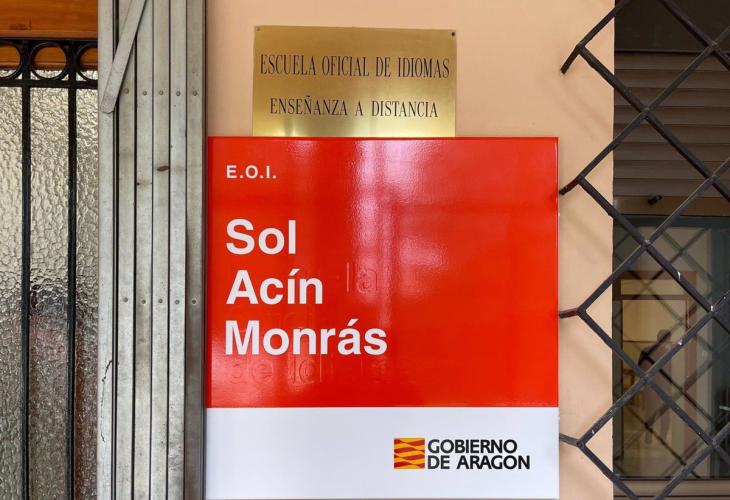 ESCUELA OFICIAL DE IDIOMAS
ENSEÑANZA A DISTANCIA
E.O.I.
Sol
Acín
Monrás
GOBIERNO
DE ARAGON